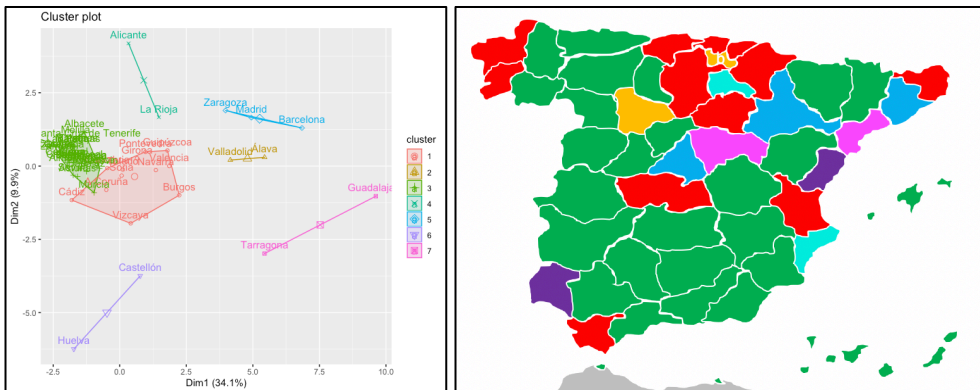 Cluster plot
Alicante
La Rioja
Zaragoza
Madrid
Barcelona
Albacete
Tenerife
Pontevedra
Guipúzcoa
Girona
Valencia
Navarra
Soria
Valladolid
Álava
Murcia
Cádiz
Burgos
Vizcaya
Guadalaj
Tarragona
Castellón
Huelva
2.5
0.0
-2.5
-5.0
Dim2 (9.9%)
-2.5 0.0 2.5 5.0 7.5 10.0
Dim1 (34.1%)
cluster
1
2
3
4
5
6
7